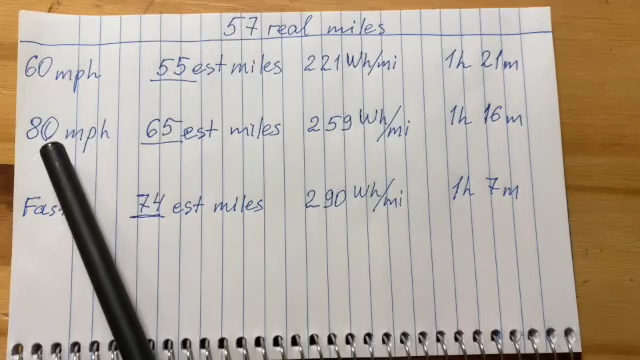 57 real miles
60 mph 55 est miles 221 Wh/mi 1h 21m
80 mph 65 est miles 259 Wh/mi 1h 16m
74 est miles 290 Wh/mi 1h 7m